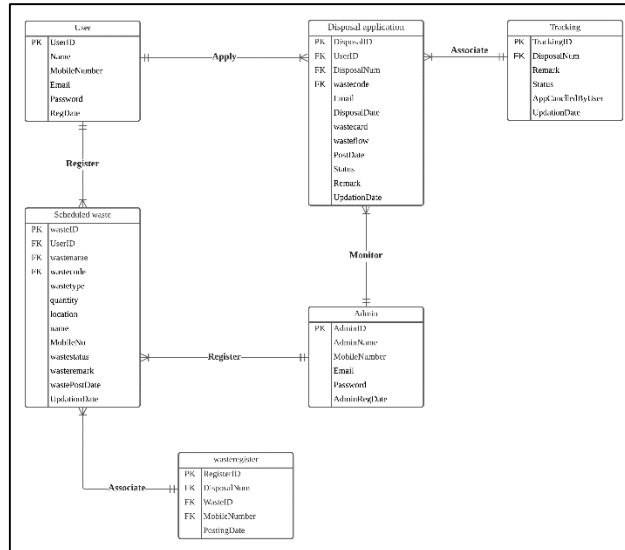 User
PK UserID
Name
MobileNumber
Email
Password
RegDate
Apply
Disposal application
PK DisposalID
FK UserID
FK DisposalNum
FK wastecode
Email
DisposalDate
wastecard
wasteflow
PostDate
Status
Remark
UpdationDate
Associate
Tracking
PK TrackingID
FK DisposalNum
Remark
Status
AppCanelledByUser
UpdationDate
Register
Scheduled waste
PK wasteID
FK UserID
FK wastename
FK wastecode
wastetype
quantity
location
name
MobileNu
wastestatus
wasteremark
wastePostDate
UpdationDate
Monitor
Admin
PK AdminID
AdminName
MobileNumber
Email
Password
AdminRegDate
Register
wasteregister
PK RegisterID
FK DisposalNum
FK WasteID
FK MobileNumber
PostingDate
Associate